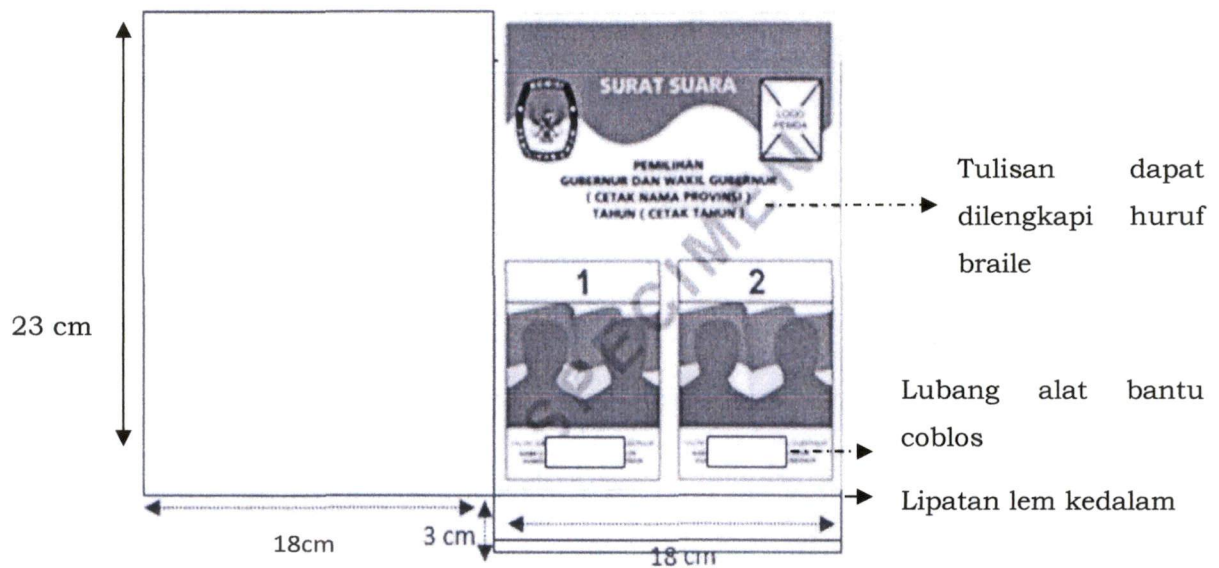 SURAT SUARA
LOGO
PEMDA
PEMILIHAN
GUBERNUR DAN WAKIL GUBERNUR
( CETAK NAMA PROVINSI )
TAHUN ( CETAK TAHUN )
SPECIMEN
Tulisan dapat
dilengkapi huruf
braile
1
2
23 cm
Lubang alat bantu
coblos
Lipatan lem kedalam
18cm
3 cm
18 cm